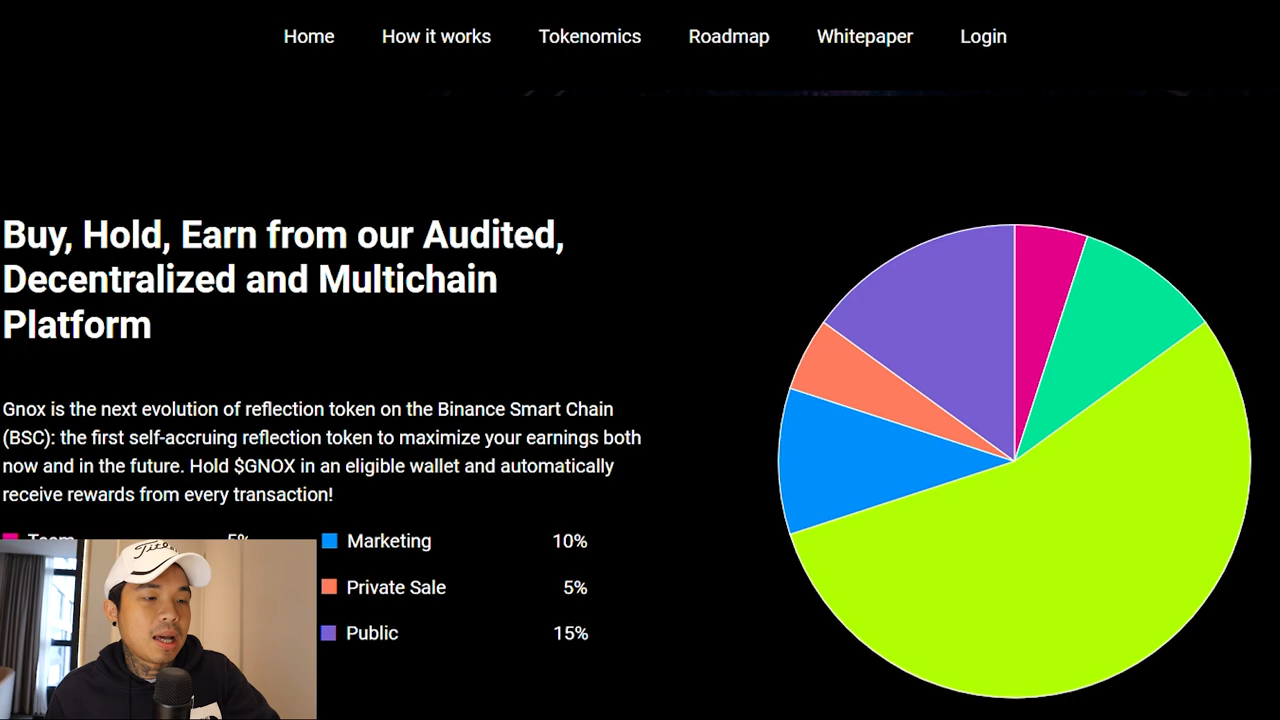 Home
How it works
Tokenomics
Roadmap
Whitepaper
Login
Buy, Hold, Earn from our Audited,
Decentralized and Multichain
Platform
Gnox is the next evolution of reflection token on the Binance Smart Chain
(BSC): the first self-accruing reflection token to maximize your earnings both
now and in the future. Hold $GNOX in an eligible wallet and automatically
receive rewards from every transaction!
Team 5%
Marketing 10%
Private Sale 5%
Public 15%